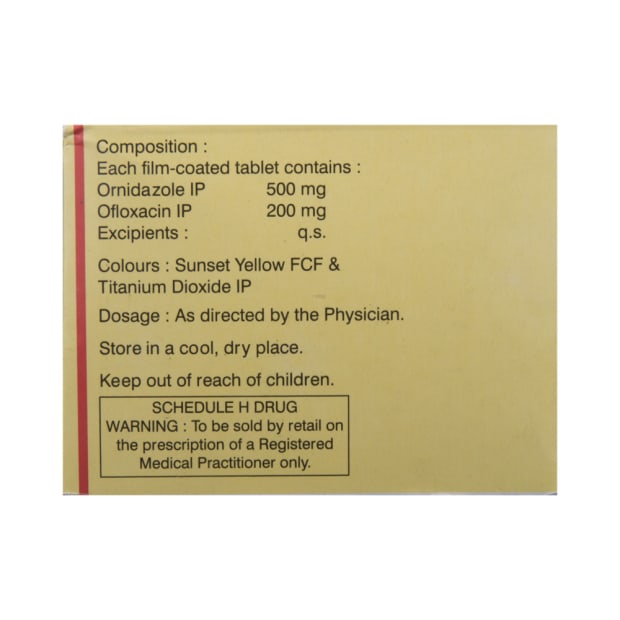 Composition :
Each film-coated tablet contains :
Ornidazole IP 500 mg
Ofloxacin IP 200 mg
Excipients : q.s.
Colours : Sunset Yellow FCF &
Titanium Dioxide IP
Dosage : As directed by the Physician.
Store in a cool, dry place.
Keep out of reach of children.
SCHEDULE H DRUG
WARNING : To be sold by retail on
the prescription of a Registered
Medical Practitioner only.